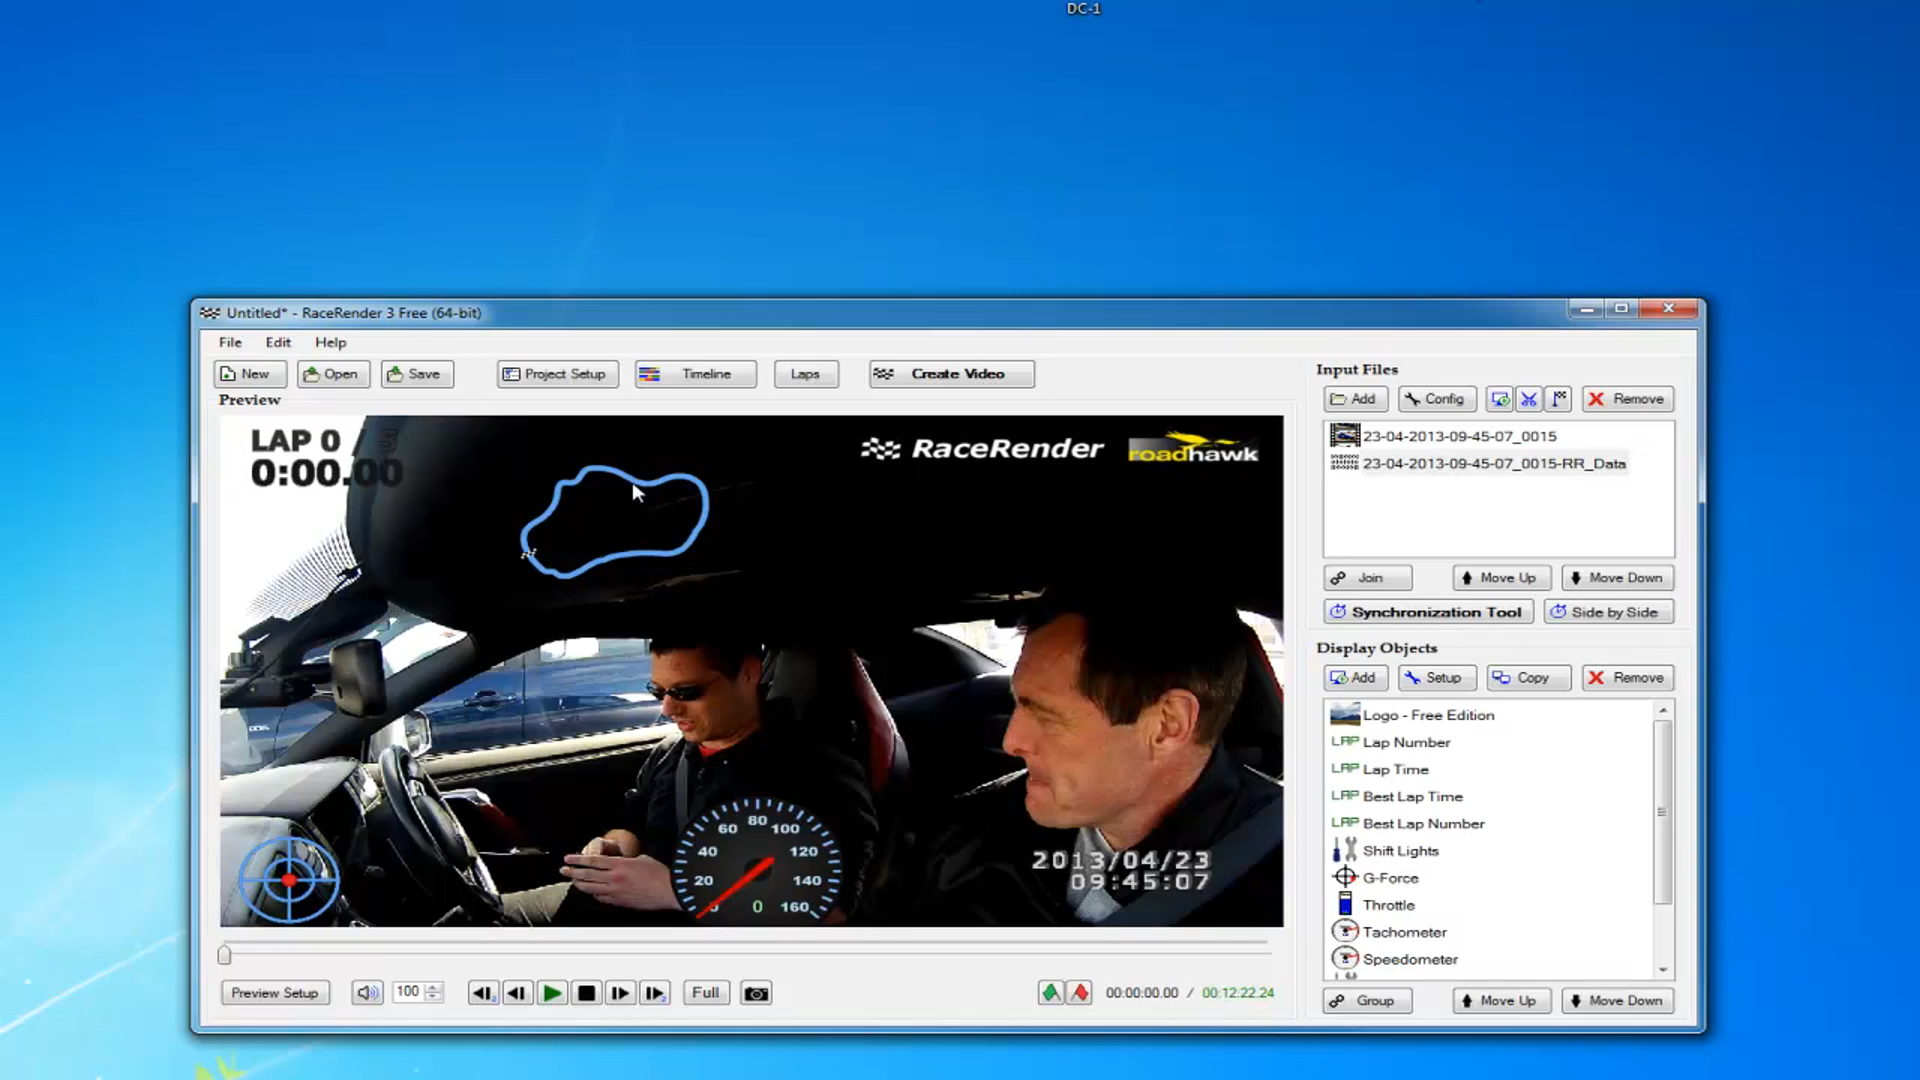 DC-1
Untitled* - RaceRender 3 Free (64-bit)
File Edit Help
New Open Save Project Setup Timeline Laps Create Video
Preview
LAP 0 /
0:00.00
RaceRender roadhawk
80
60 100
40 120
20 140
0 160
2013/04/23
09:45:07
Preview Setup 100 Full 00:00:00.00 / 00:12:22.24
Input Files
Add Config Remove
23-04-2013-09-45-07_0015
23-04-2013-09-45-07_0015-RR_Data
Join Move Up Move Down
Synchronization Tool Side by Side
Display Objects
Add Setup Copy Remove
Logo - Free Edition
LAP Lap Number
LAP Lap Time
LAP Best Lap Time
LAP Best Lap Number
Shift Lights
G-Force
Throttle
Tachometer
Speedometer
Group Move Up Move Down